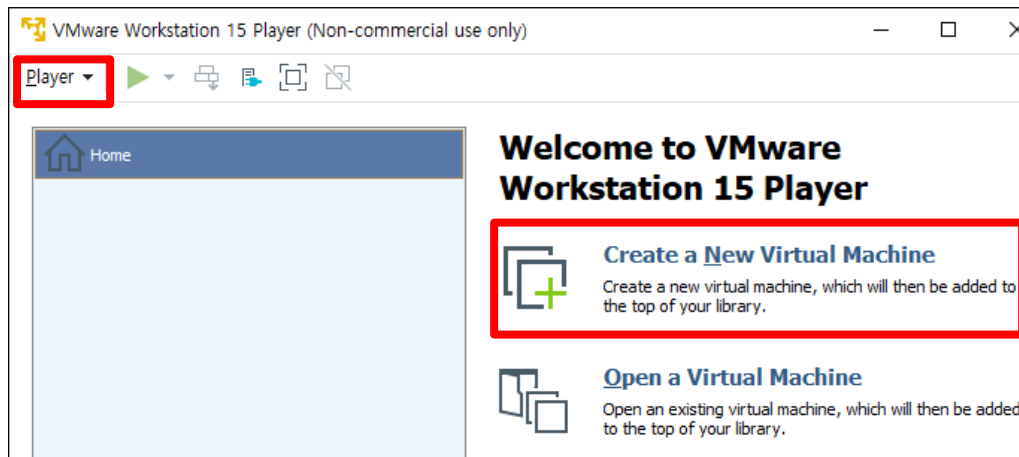 VMware Workstation 15 Player (Non-commercial use only)
Player
Home
Welcome to VMware
Workstation 15 Player
Create a New Virtual Machine
Create a new virtual machine, which will then be added to
the top of your library.
Open a Virtual Machine
Open an existing virtual machine, which will then be added
to the top of your library.